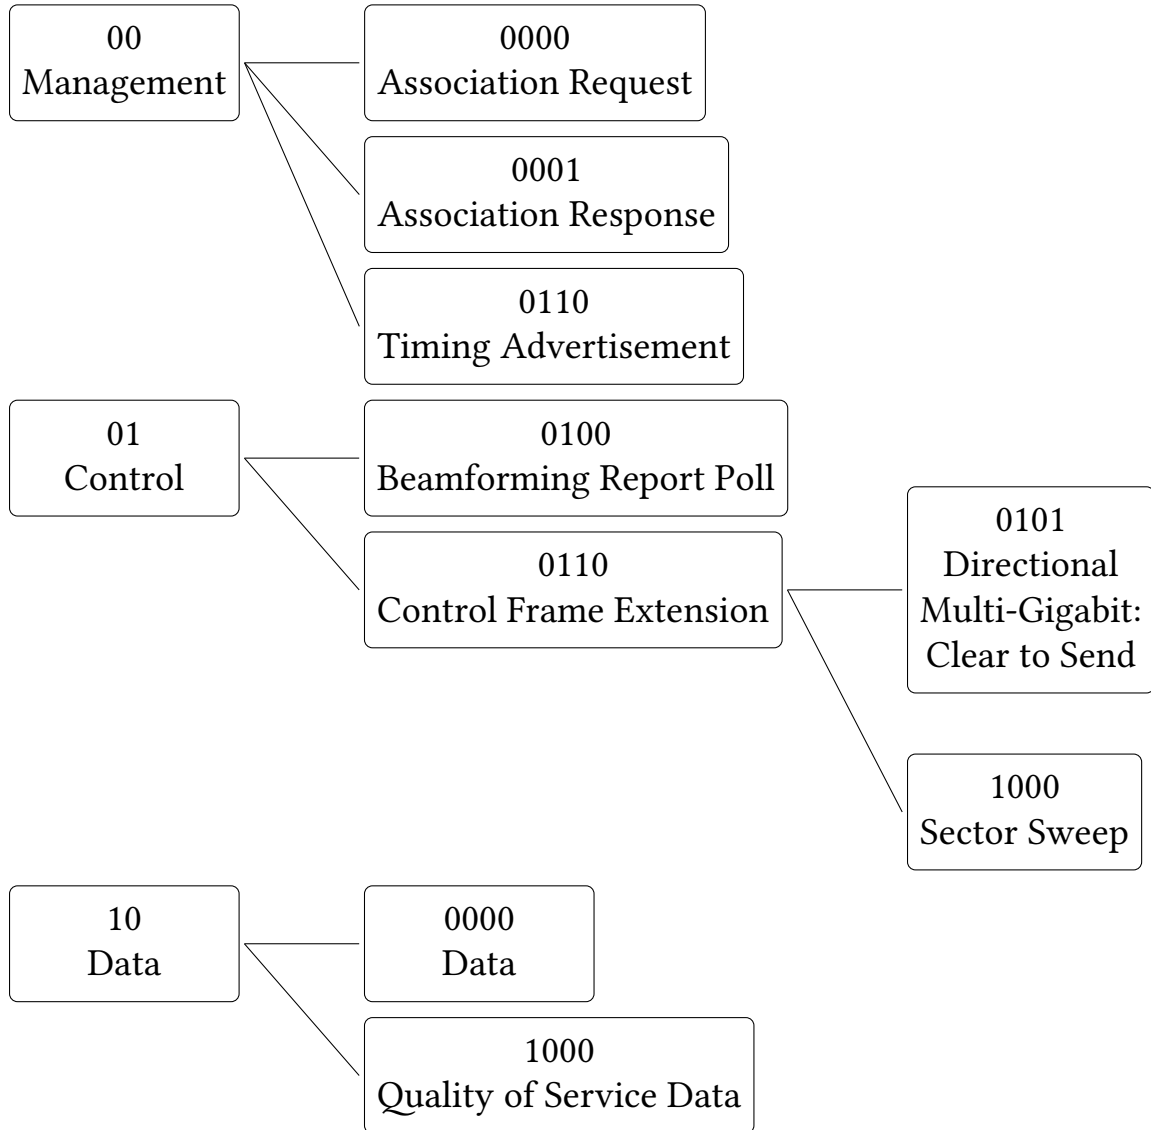 00
Management
0000
Association Request
0001
Association Response
0110
Timing Advertisement
01
Control
0100
Beamforming Report Poll
0110
Control Frame Extension
0101
Directional
Multi-Gigabit:
Clear to Send
1000
Sector Sweep
10
Data
0000
Data
1000
Quality of Service Data